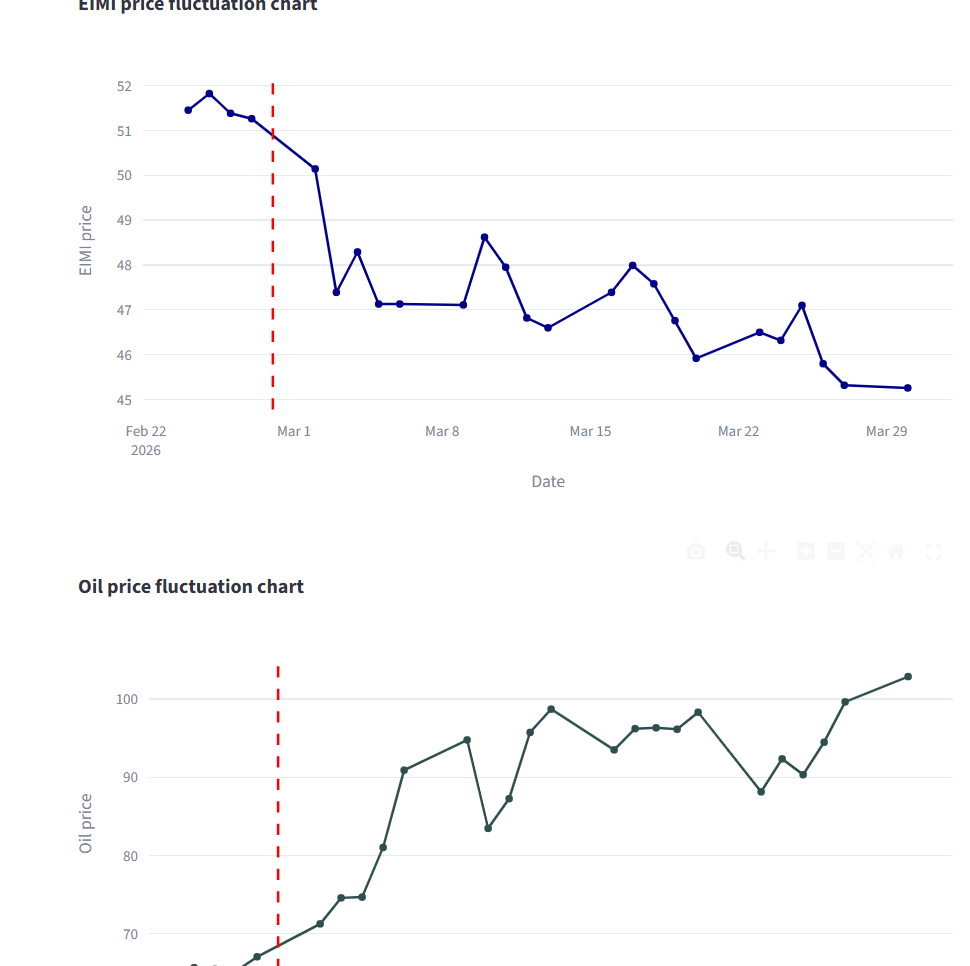 EIMI price fluctuation chart
52
51
50
49
48
47
46
45
EIMI price
Feb 22
2026
Mar 1
Mar 8
Mar 15
Mar 22
Mar 29
Date
Oil price fluctuation chart
100
90
80
70
Oil price